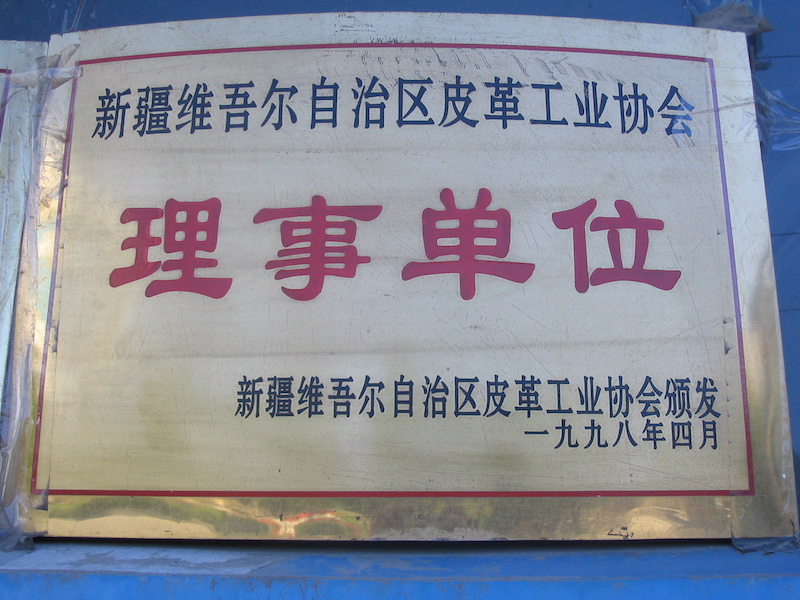 新疆维吾尔自治区皮革工业协会
理事单位
新疆维吾尔自治区皮革工业协会颁发
一九九八年四月